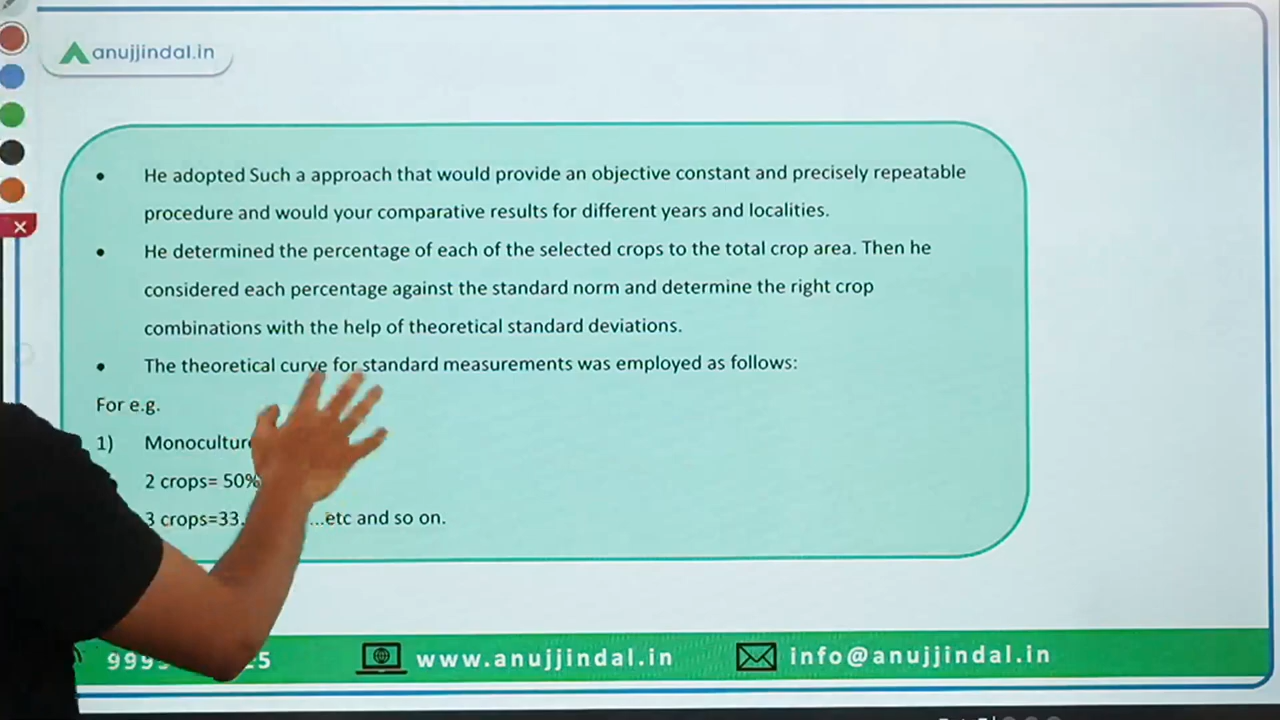 anujjindal.in
• He adopted Such a approach that would provide an objective constant and precisely repeatable
procedure and would your comparative results for different years and localities.
• He determined the percentage of each of the selected crops to the total crop area. Then he
considered each percentage against the standard norm and determine the right crop
combinations with the help of theoretical standard deviations.
• The theoretical curve for standard measurements was employed as follows:
For e.g.
1) Monoculture
2 crops= 50%
3 crops=33. ...etc and so on.
999 5
www.anujjindal.in
info@anujjindal.in